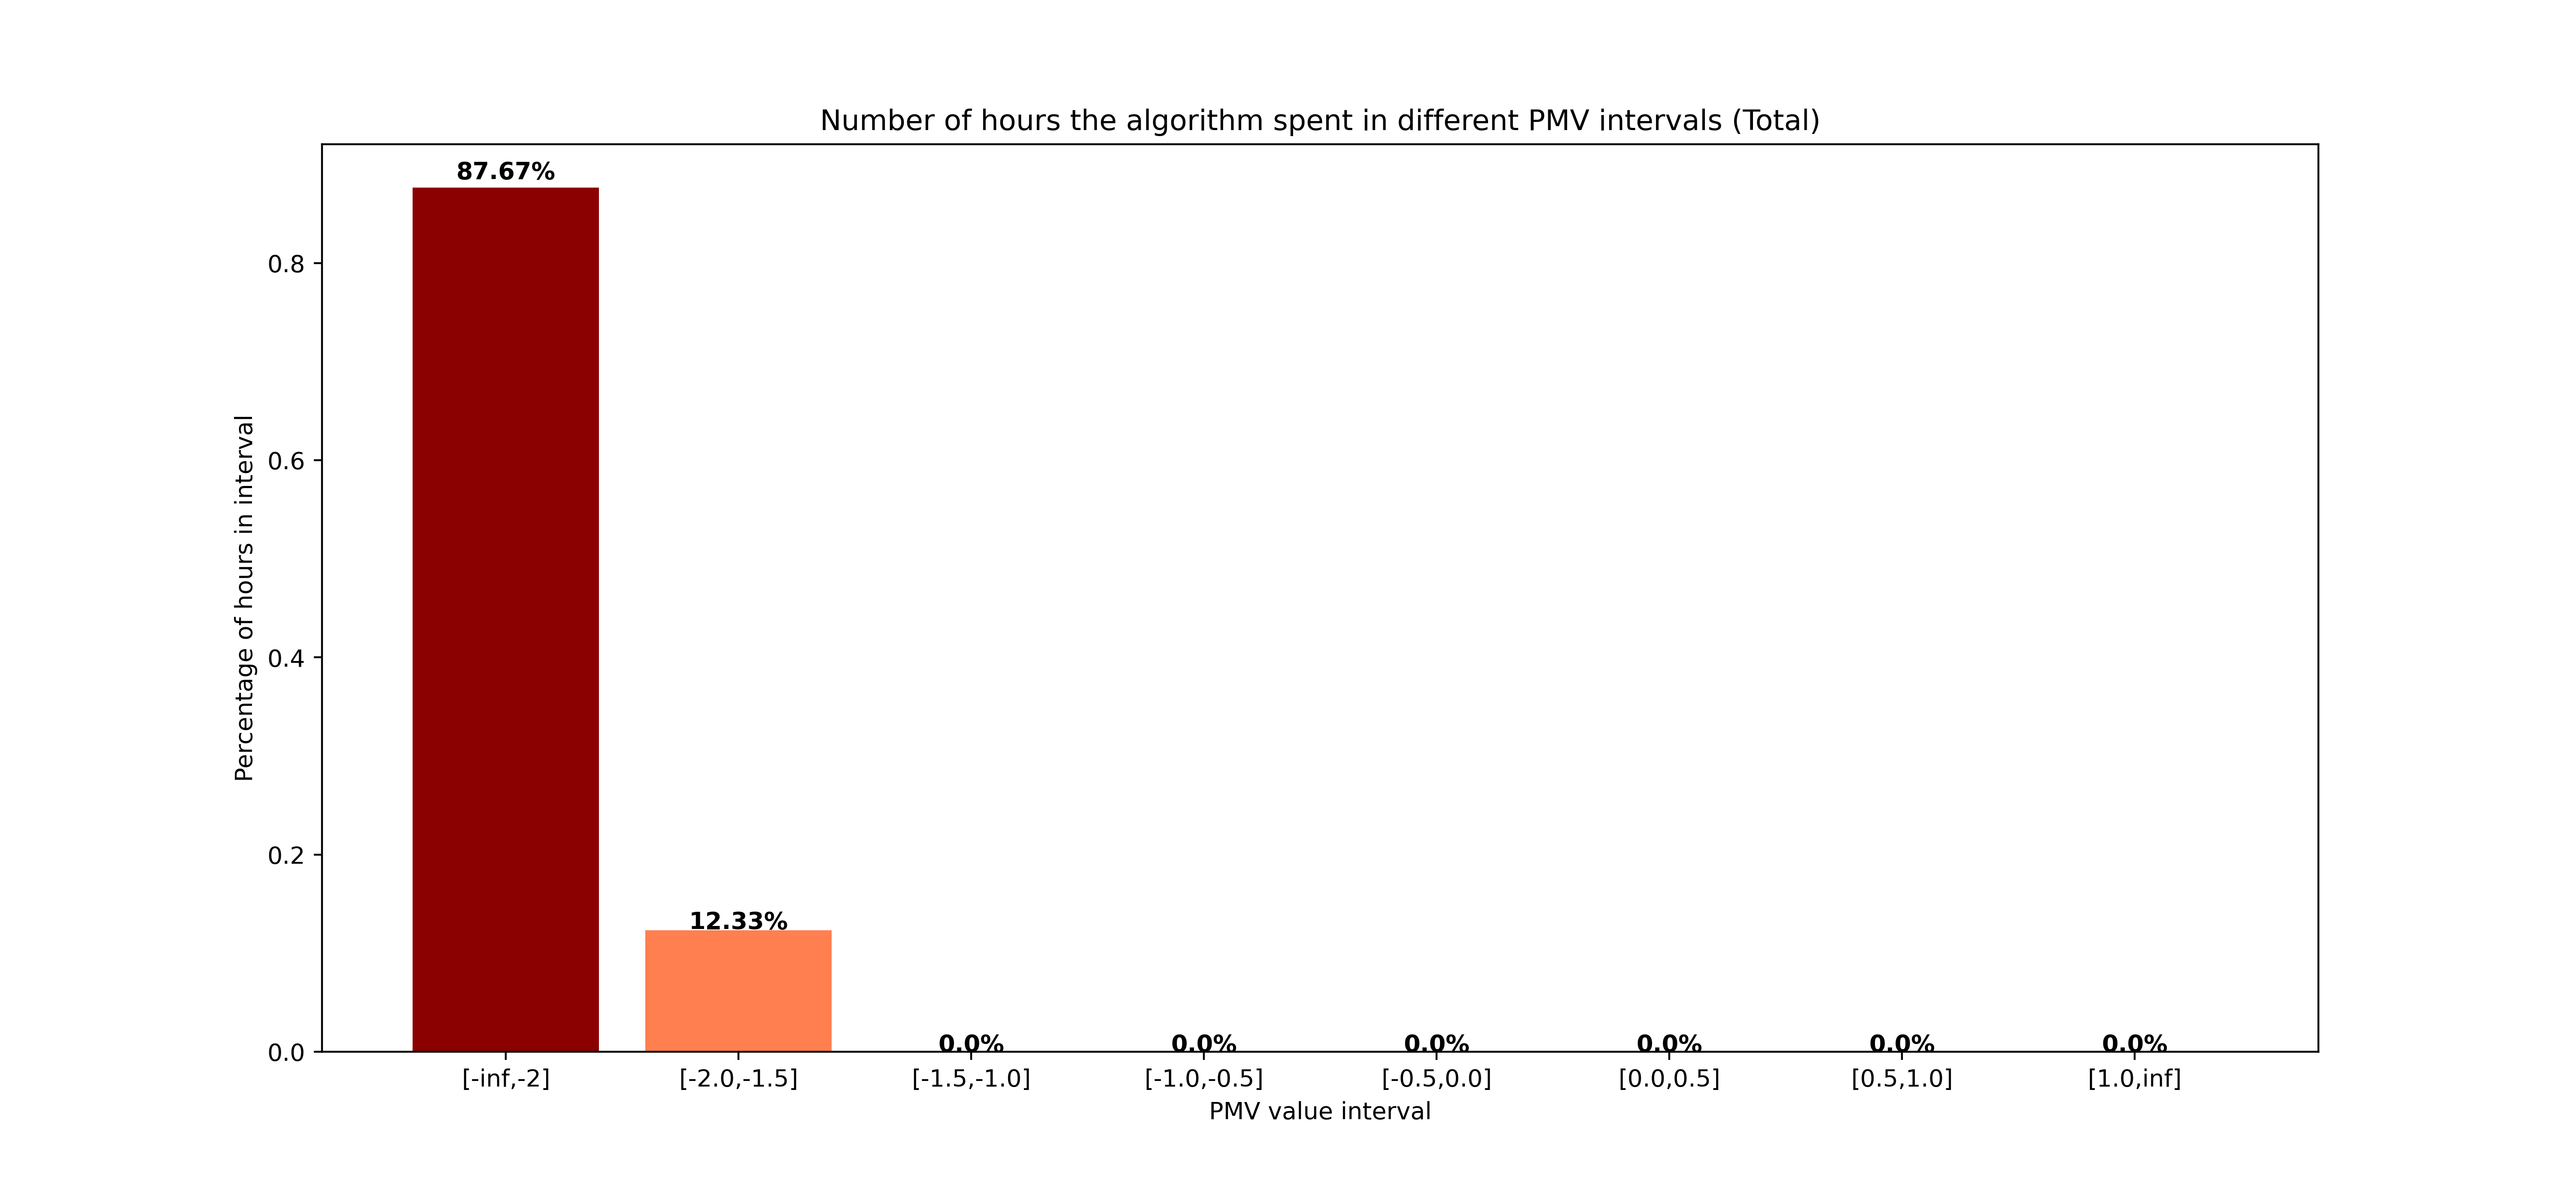 Number of hours the algorithm spent in different PMV intervals (Total)
87.67%
0.8
0.6
Percentage of hours in interval
0.4
0.2
12.33%
0.0
0.0% 0.0% 0.0% 0.0% 0.0% 0.0%
[-inf,-2] [-2.0,-1.5] [-1.5,-1.0] [-1.0,-0.5] [-0.5,0.0] [0.0,0.5] [0.5,1.0] [1.0,inf]
PMV value interval